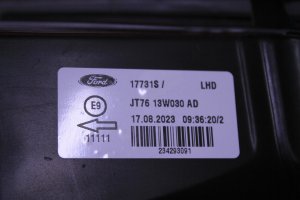 Ford
17731S / LHD
E9
JT76 13W030 AD
17.08.2023 09:36:20/2
11111
234293091